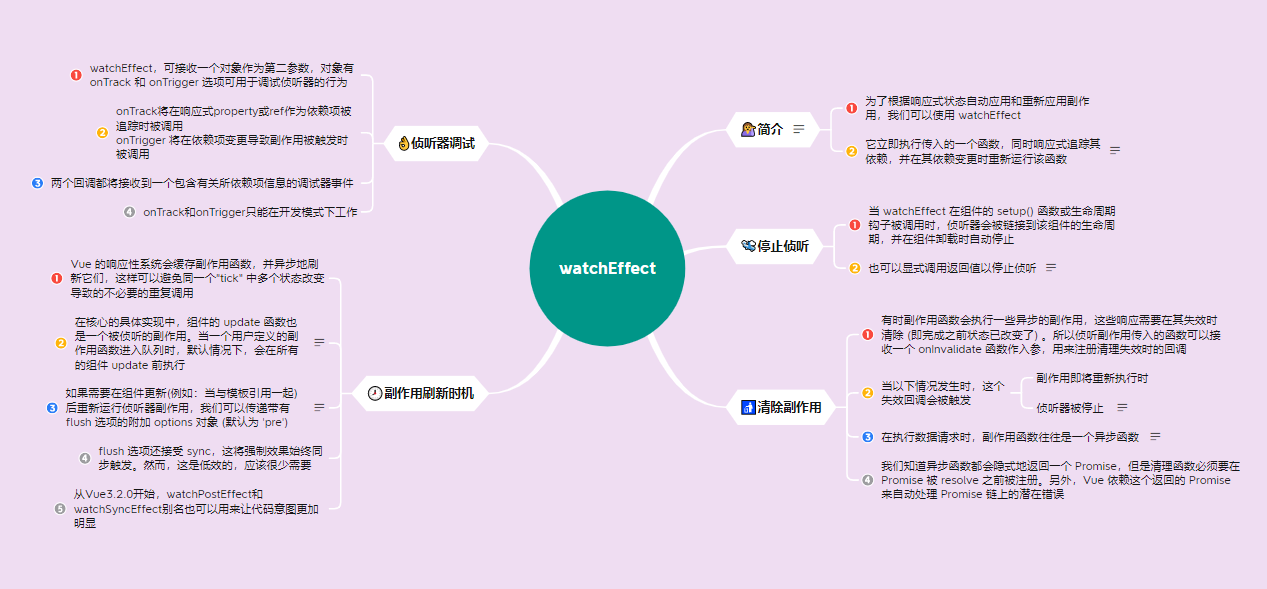 watchEffect
简介
1
为了根据响应式状态自动应用和重新应用副作
用，我们可以使用 watchEffect
2
它立即执行传入的一个函数，同时响应式追踪其
依赖，并在其依赖变更时重新运行该函数
停止侦听
1
当 watchEffect 在组件的 setup() 函数或生命周期
钩子被调用时，侦听器会被链接到该组件的生命周
期，并在组件卸载时自动停止
2
也可以显式调用返回值以停止侦听
清除副作用
1
有时副作用函数会执行一些异步的副作用，这些响应需要在其失效时
清除 (即完成之前状态已改变了) 。所以侦听副作用传入的函数可以接
收一个 onInvalidate 函数作入参，用来注册清理失效时的回调
2
当以下情况发生时，这个
失效回调会被触发
副作用即将重新执行时
侦听器被停止
3
在执行数据请求时，副作用函数往往是一个异步函数
4
我们知道异步函数都会隐式地返回一个 Promise，但是清理函数必须要在
Promise 被 resolve 之前被注册。另外，Vue 依赖这个返回的 Promise
来自动处理 Promise 链上的潜在错误
侦听器调试
1
watchEffect，可接收一个对象作为第二参数，对象有
onTrack 和 onTrigger 选项可用于调试侦听器的行为
2
onTrack将在响应式property或ref作为依赖项被
追踪时被调用
onTrigger 将在依赖项变更导致副作用被触发时
被调用
3
两个回调都将接收到一个包含有关所依赖项信息的调试器事件
4
onTrack和onTrigger只能在开发模式下工作
副作用刷新时机
1
Vue 的响应性系统会缓存副作用函数，并异步地刷
新它们，这样可以避免同一个"tick" 中多个状态改变
导致的不必要的重复调用
2
在核心的具体实现中，组件的 update 函数也
是一个被侦听的副作用。当一个用户定义的副
作用函数进入队列时，默认情况下，会在所有
的组件 update 前执行
3
如果需要在组件更新(例如：当与模板引用一起)
后重新运行侦听器副作用，我们可以传递带有
flush 选项的附加 options 对象 (默认为 'pre')
4
flush 选项还接受 sync，这将强制效果始终同
步触发。然而，这是低效的，应该很少需要
5
从Vue3.2.0开始，watchPostEffect和
watchSyncEffect别名也可以用来让代码意图更加
明显